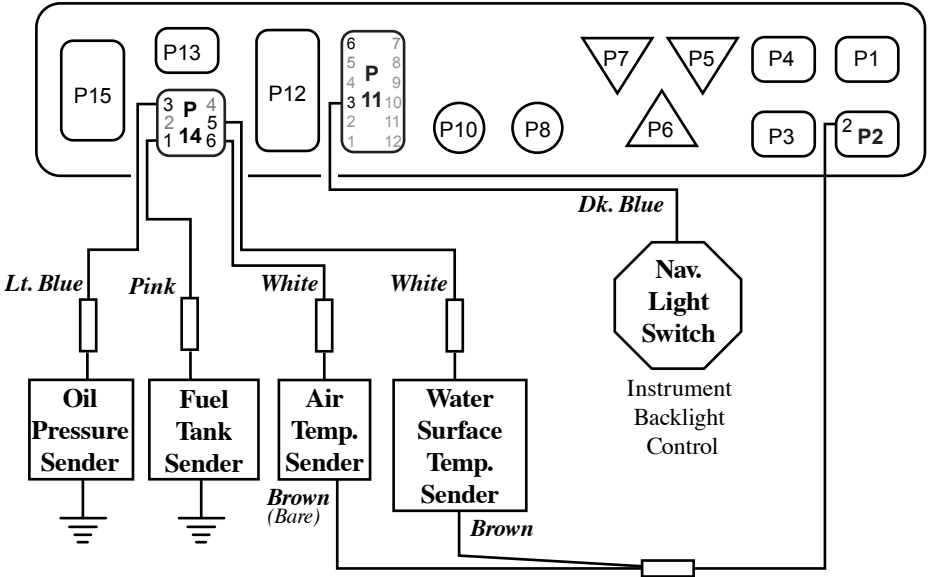 P15
P13
3 P 4
2 14 5
1 6
P12
6 7
5 8
4 P 9
3 11 10
2 11
1 12
P10
P8
P7
P5
P6
P4
P1
P3
2 P2
Dk. Blue
Lt. Blue
Pink
White
White
Nav.
Light
Switch
Instrument
Backlight
Control
Oil
Pressure
Sender
Fuel
Tank
Sender
Air
Temp.
Sender
Water
Surface
Temp.
Sender
Brown
(Bare)
Brown